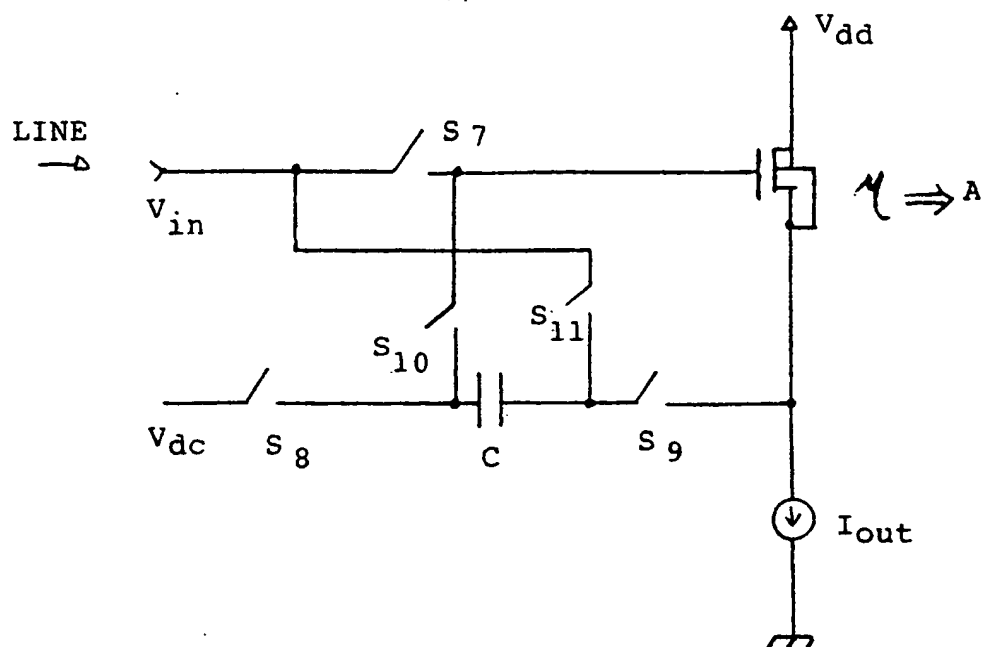 Vdd
LINE
S7
Vin
η ⇒ A
S10
S11
Vdc
S8
C
S9
Iout